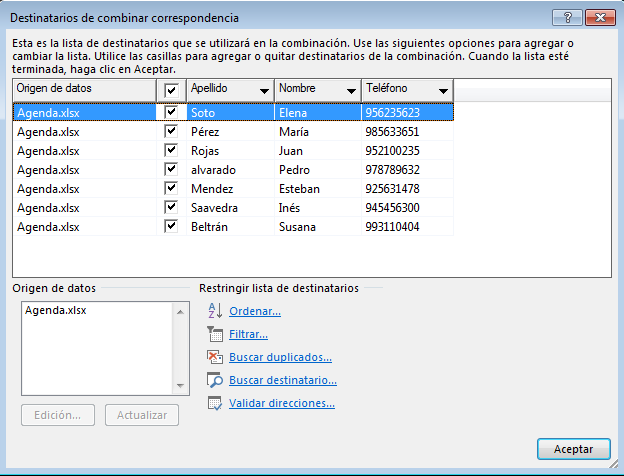 Destinatarios de combinar correspondencia
Esta es la lista de destinatarios que se utilizará en la combinación. Use las siguientes opciones para agregar o
cambiar la lista. Utilice las casillas para agregar o quitar destinatarios de la combinación. Cuando la lista esté
terminada, haga clic en Aceptar.
Origen de datos Apellido Nombre Teléfono
Agenda.xlsx Soto Elena 956235623
Agenda.xlsx Pérez María 985633651
Agenda.xlsx Rojas Juan 952100235
Agenda.xlsx alvarado Pedro 978789632
Agenda.xlsx Mendez Esteban 925631478
Agenda.xlsx Saavedra Inés 945456300
Agenda.xlsx Beltrán Susana 993110404
Origen de datos
Agenda.xlsx
Edición... Actualizar
Restringir lista de destinatarios
Ordenar...
Filtrar...
Buscar duplicados...
Buscar destinatario...
Validar direcciones...
Aceptar